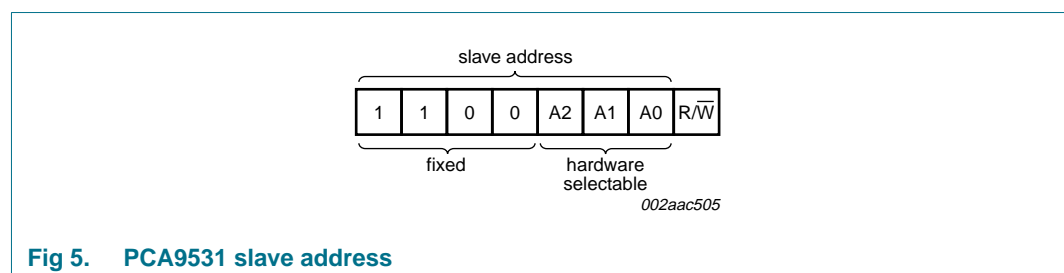 slave address
1 1 0 0 A2 A1 A0 R/W̅
fixed
hardware
selectable
002aac505
Fig 5. PCA9531 slave address